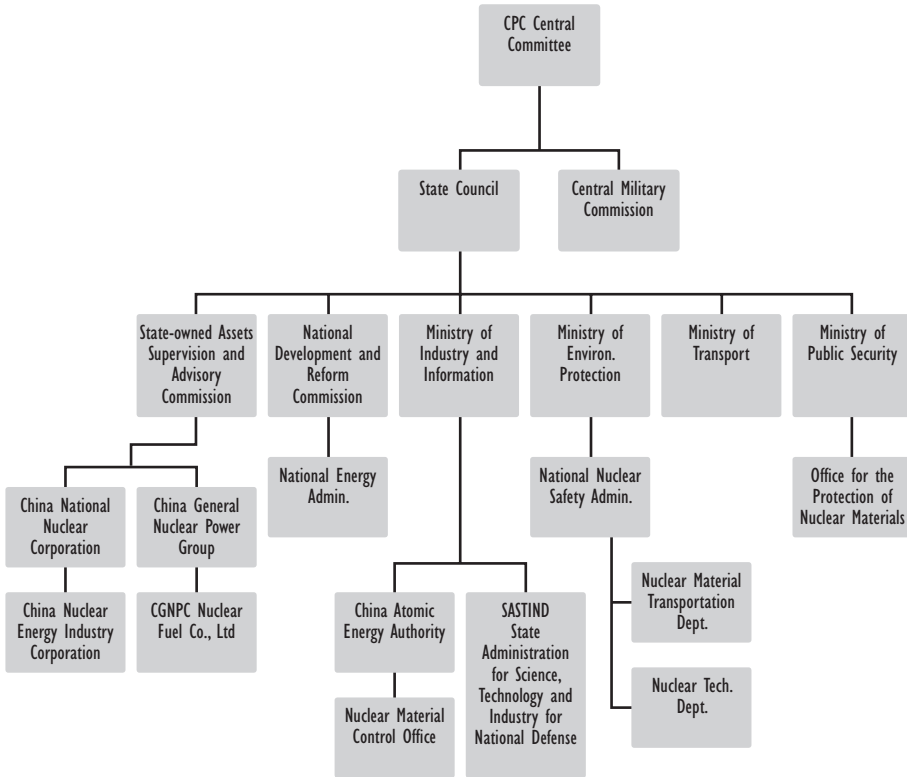 CPC Central
Committee
State Council
Central Military
Commission
State-owned Assets
Supervision and
Advisory
Commission
National
Development and
Reform
Commission
Ministry of
Industry and
Information
Ministry of
Environ.
Protection
Ministry of
Transport
Ministry of
Public Security
China National
Nuclear
Corporation
China General
Nuclear Power
Group
National Energy
Admin.
National Nuclear
Safety Admin.
Office for the
Protection of
Nuclear Materials
China Nuclear
Energy Industry
Corporation
CGNPC Nuclear
Fuel Co., Ltd
China Atomic
Energy Authority
SASTIND
State
Administration
for Science,
Technology and
Industry for
National Defense
Nuclear Material
Transportation
Dept.
Nuclear Material
Control Office
Nuclear Tech.
Dept.